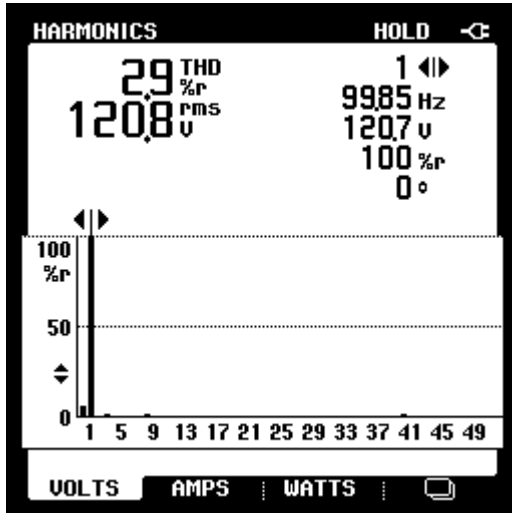 HARMONICS HOLD
2.9 THD %r
120.8 rms V
1
99.85 Hz
120.7 V
100 %r
0 °
100
%r
50
0
1 5 9 13 17 21 25 29 33 37 41 45 49
VOLTS AMPS WATTS